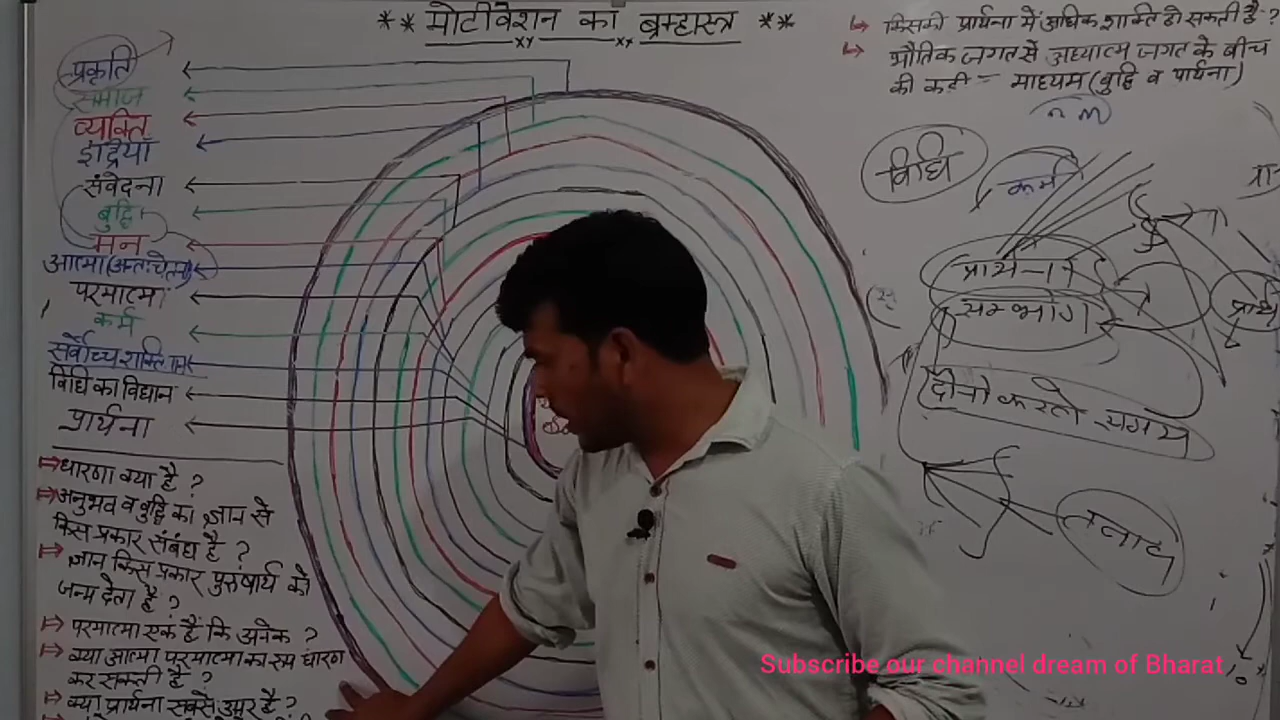 ** मोटीवेशन का ब्रम्हास्त्र **
प्रकृति
समाज
व्यक्ति
इंद्रियाँ
संवेदना
बुद्धि
मन
आत्मा (अन्तःचेतना)
परमात्मा
कर्म
सर्वोच्च शक्ति
विधि का विधान
प्रार्थना
धारणा क्या है ?
अनुभव व बुद्धि का ज्ञान से
किस प्रकार संबंध है ?
ज्ञान किस प्रकार पुरुषार्थ को
जन्म देता है ?
परमात्मा एक है कि अनेक ?
क्या आत्मा परमात्मा का रूप धारण
कर सकती है ?
क्या प्रार्थना सबसे ऊपर है ?
किसकी प्रार्थना में अधिक शक्ति हो सकती है ?
भौतिक जगत से अध्यात्म जगत के बीच
की कड़ी = माध्यम (बुद्धि व प्रार्थना)
विधि
कर्म
सम्भोग
दोनो करते समय
Subscribe our channel dream of Bharat